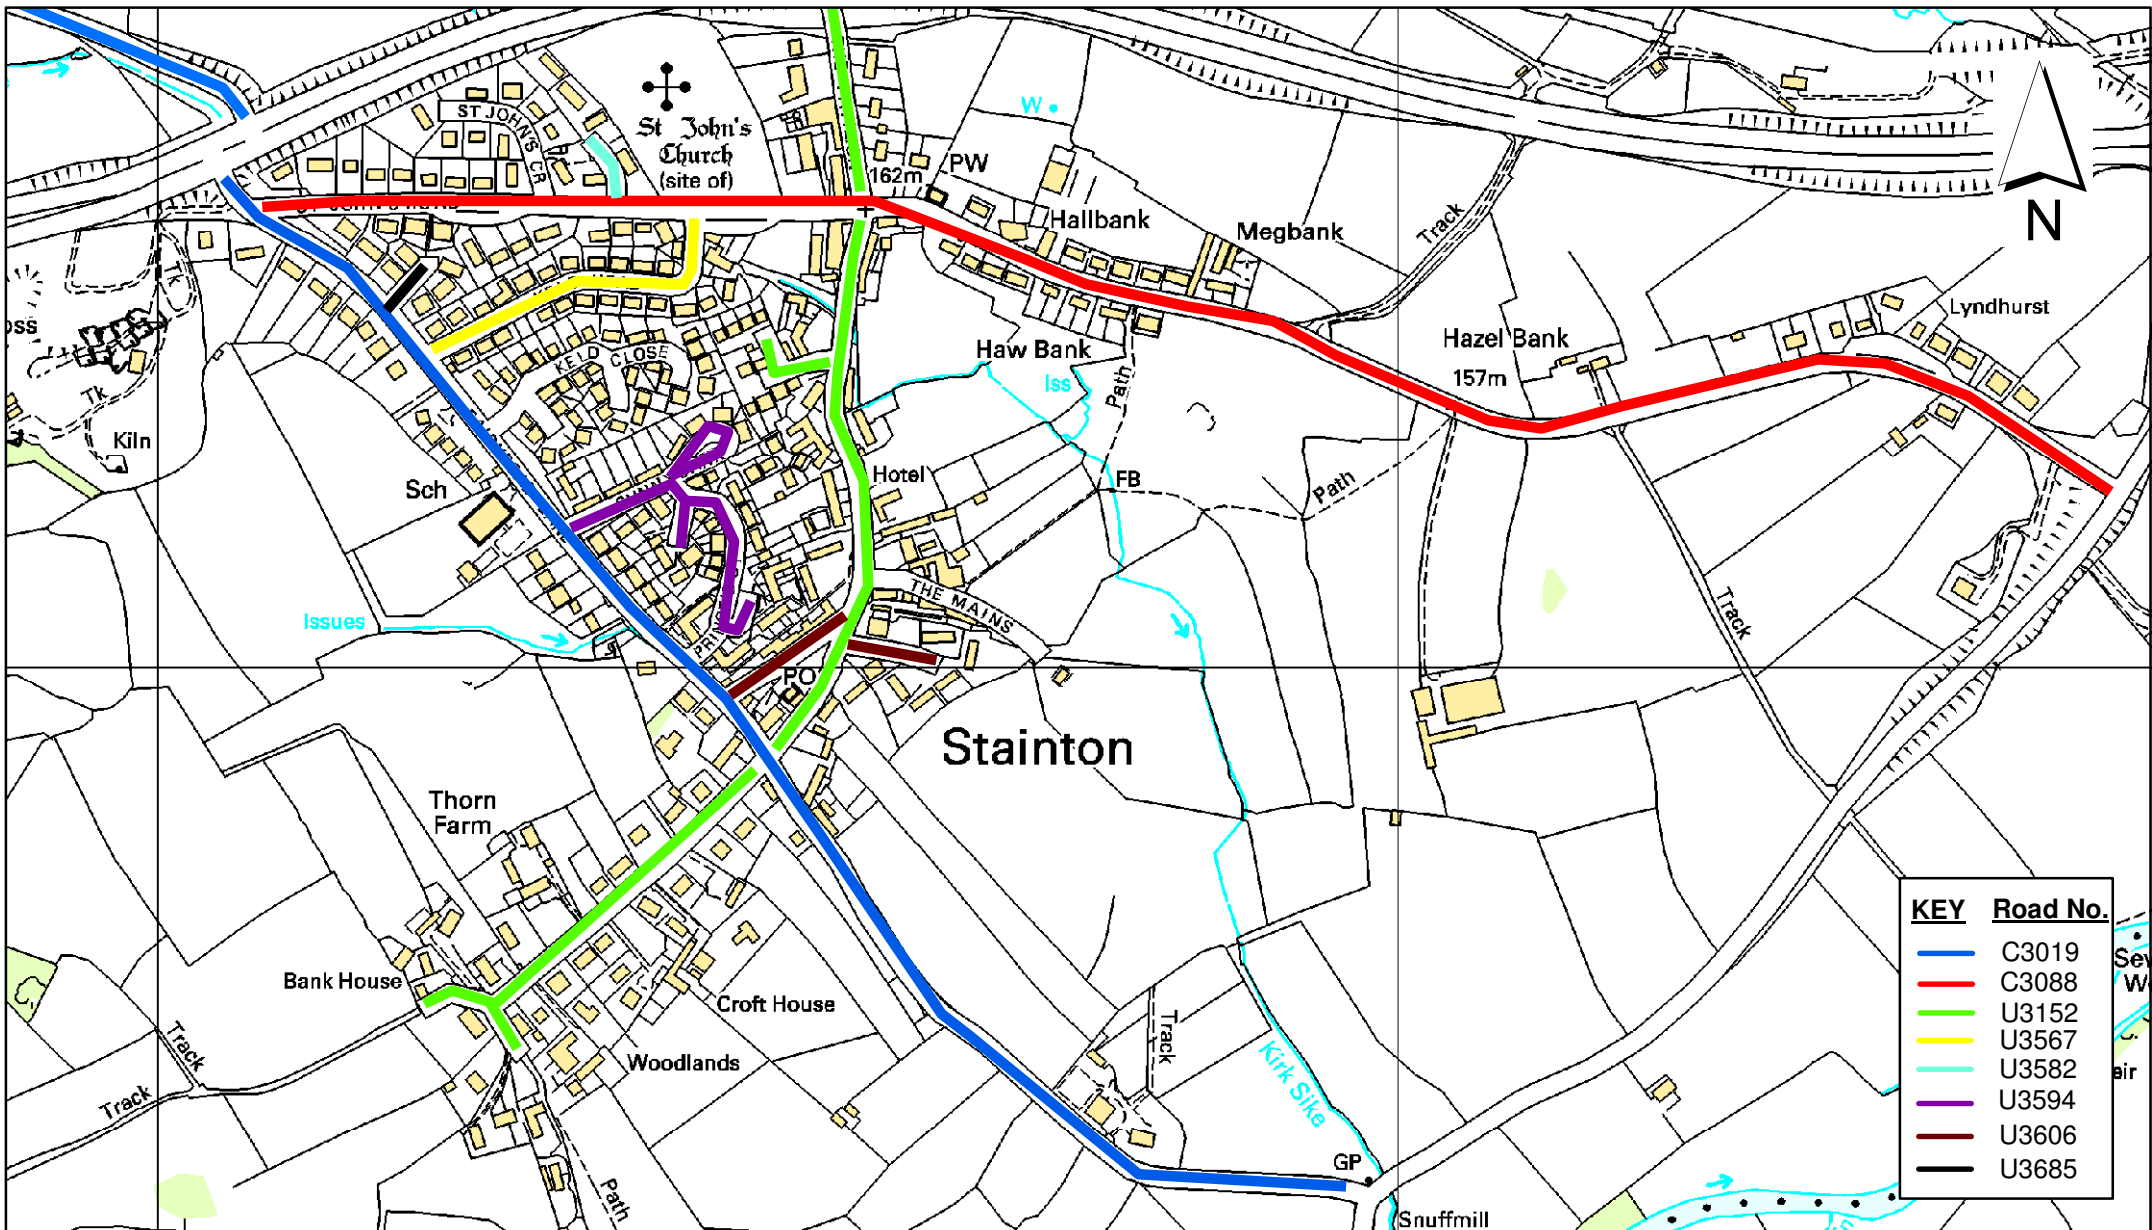 ST JOHN'S CR
St John's
Church
(site of)
W
PW
162m
Hallbank
Megbank
Track
N
Tk
Lyndhurst
Hazel Bank
157m
Haw Bank
Iss
Path
KELD CLOSE
Tk
Kiln
Sch
Hotel
FB
Path
THE MAINS
Issues
Track
PO
Stainton
Thorn
Farm
Bank House
Croft House
Woodlands
Track
Track
Track
Kirk Sike
Path
GP
Snuffmill
KEY Road No.
C3019
C3088
U3152
U3567
U3582
U3594
U3606
U3685